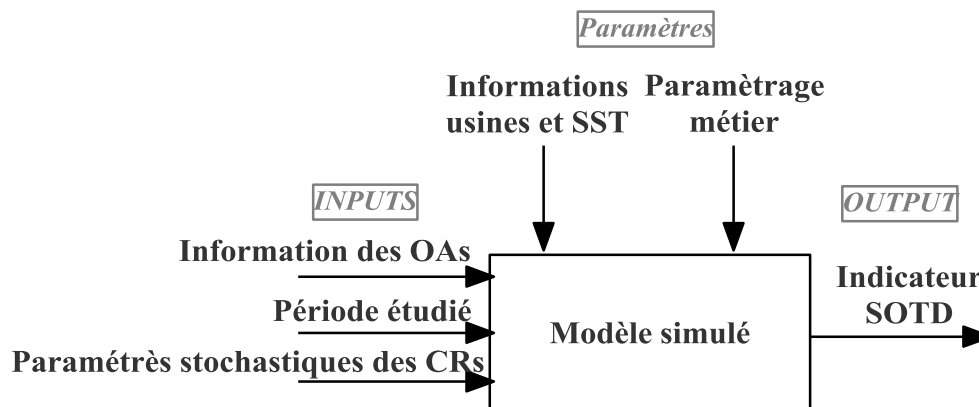 Paramètres
Informations
usines et SST
Paramètrage
métier
INPUTS
OUTPUT
Information des OAs
Période étudié
Paramétrès stochastiques des CRs
Modèle simulé
Indicateur
SOTD